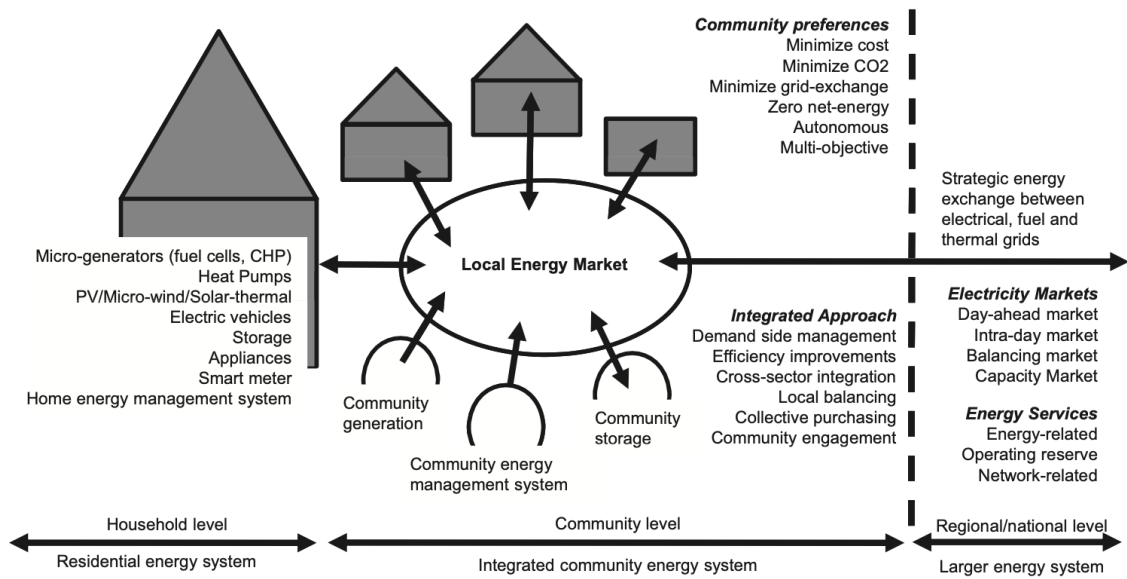 Community preferences
Minimize cost
Minimize CO2
Minimize grid-exchange
Zero net-energy
Autonomous
Multi-objective
Strategic energy
exchange between
electrical, fuel and
thermal grids
Micro-generators (fuel cells, CHP)
Heat Pumps
PV/Micro-wind/Solar-thermal
Electric vehicles
Storage
Appliances
Smart meter
Home energy management system
Local Energy Market
Community
generation
Community energy
management system
Community
storage
Integrated Approach
Demand side management
Efficiency improvements
Cross-sector integration
Local balancing
Collective purchasing
Community engagement
Electricity Markets
Day-ahead market
Intra-day market
Balancing market
Capacity Market
Energy Services
Energy-related
Operating reserve
Network-related
Household level
Residential energy system
Community level
Integrated community energy system
Regional/national level
Larger energy system